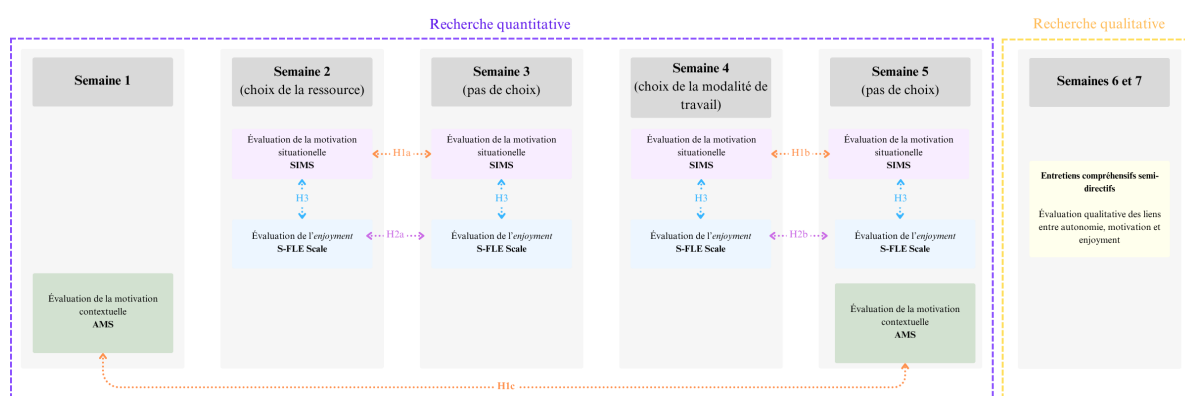 Recherche quantitative
Recherche qualitative
Semaine 1
Semaine 2
(choix de la ressource)
Semaine 3
(pas de choix)
Semaine 4
(choix de la modalité de
travail)
Semaine 5
(pas de choix)
Semaines 6 et 7
Évaluation de la motivation
situationelle
SIMS
H1a
Évaluation de la motivation
situationelle
SIMS
Évaluation de la motivation
situationelle
SIMS
H1b
Évaluation de la motivation
situationelle
SIMS
H3
H3
H3
H3
Évaluation de l'enjoyment
S-FLE Scale
H2a
Évaluation de l'enjoyment
S-FLE Scale
Évaluation de l'enjoyment
S-FLE Scale
H2b
Évaluation de l'enjoyment
S-FLE Scale
Entretiens compréhensifs semi-
directifs
Évaluation qualitative des liens
entre autonomie, motivation et
enjoyment
Évaluation de la motivation
contextuelle
AMS
Évaluation de la motivation
contextuelle
AMS
H1c